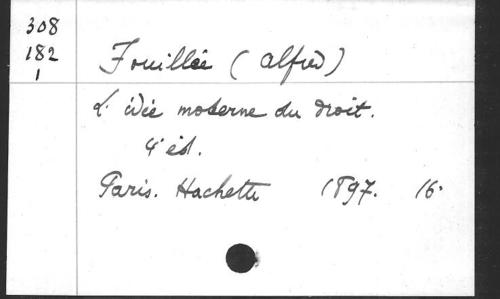 308
182
1
Fouillée (Alfred)
L'idée moderne du droit.
4e éd.
Paris. Hachette 1897. 16°